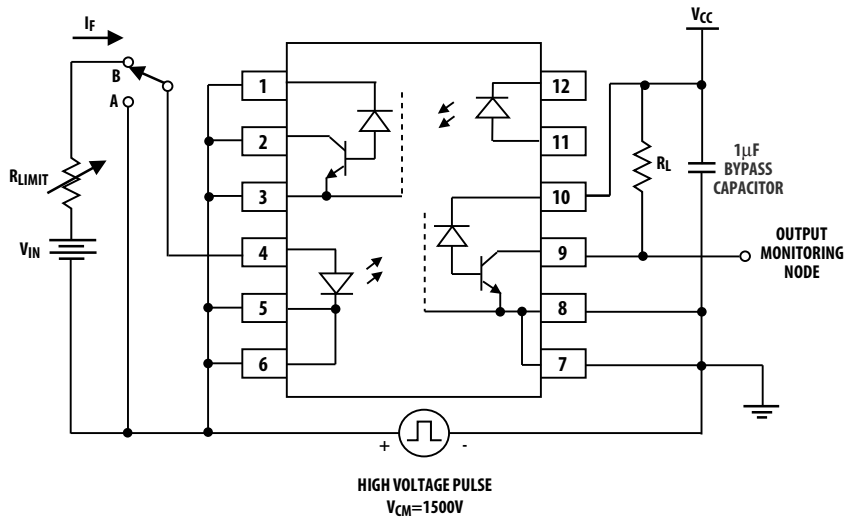 IF
VCC
B
A
RLIMIT
VIN
1
2
3
4
5
6
12
11
10
9
8
7
RL
1μF
BYPASS
CAPACITOR
OUTPUT
MONITORING
NODE
+
-
HIGH VOLTAGE PULSE
VCM=1500V